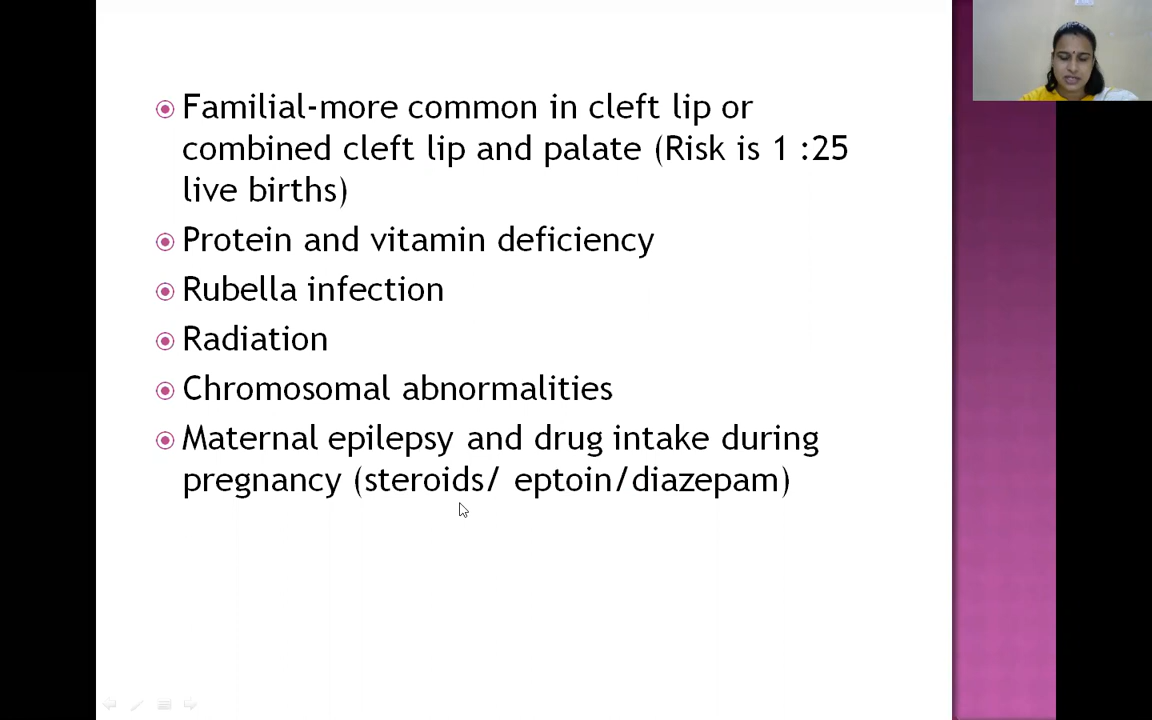 Familial-more common in cleft lip or
combined cleft lip and palate (Risk is 1 :25
live births)
Protein and vitamin deficiency
Rubella infection
Radiation
Chromosomal abnormalities
Maternal epilepsy and drug intake during
pregnancy (steroids/ eptoin/diazepam)